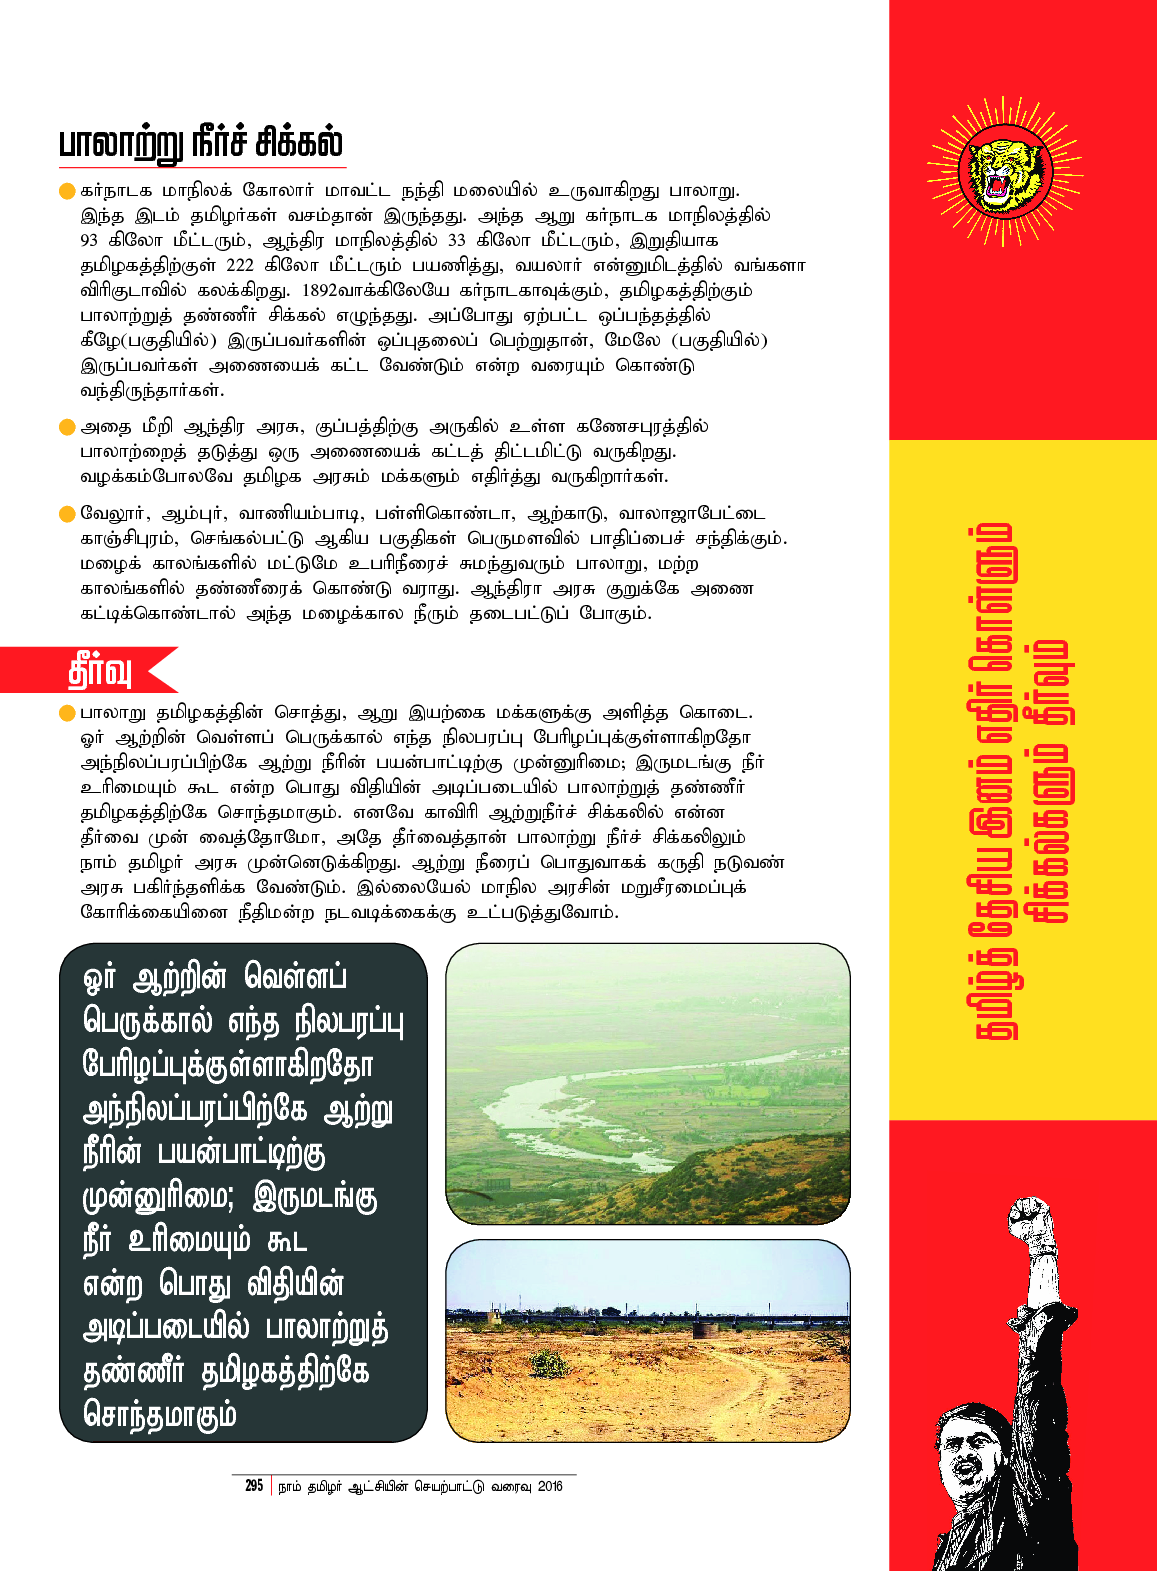 பாலாற்று நீர்ச் சிக்கல்
கர்நாடக மாநிலக் கோலார் மாவட்ட நந்தி மலையில் உருவாகிறது பாலாறு.
இந்த இடம் தமிழர்கள் வசம்தான் இருந்தது. அந்த ஆறு கர்நாடக மாநிலத்தில்
93 கிலோ மீட்டரும், ஆந்திர மாநிலத்தில் 33 கிலோ மீட்டரும், இறுதியாக
தமிழகத்திற்குள் 222 கிலோ மீட்டரும் பயணித்து, வயலார் என்னுமிடத்தில் வங்களா
விரிகுடாவில் கலக்கிறது. 1892வாக்கிலேயே கர்நாடகாவுக்கும், தமிழகத்திற்கும்
பாலாற்றுத் தண்ணீர் சிக்கல் எழுந்தது. அப்போது ஏற்பட்ட ஒப்பந்தத்தில்
கீழே(பகுதியில்) இருப்பவர்களின் ஒப்புதலைப் பெற்றுதான், மேலே (பகுதியில்)
இருப்பவர்கள் அணையைக் கட்ட வேண்டும் என்ற வரையும் கொண்டு
வந்திருந்தார்கள்.
அதை மீறி ஆந்திர அரசு, குப்பத்திற்கு அருகில் உள்ள கணேசபுரத்தில்
பாலாற்றைத் தடுத்து ஒரு அணையைக் கட்டத் திட்டமிட்டு வருகிறது.
வழக்கம்போலவே தமிழக அரசும் மக்களும் எதிர்த்து வருகிறார்கள்.
வேலூர், ஆம்புர், வாணியம்பாடி, பள்ளிகொண்டா, ஆற்காடு, வாலாஜாபேட்டை
காஞ்சிபுரம், செங்கல்பட்டு ஆகிய பகுதிகள் பெருமளவில் பாதிப்பைச் சந்திக்கும்.
மழைக் காலங்களில் மட்டுமே உபரிநீரைச் சுமந்துவரும் பாலாறு, மற்ற
காலங்களில் தண்ணீரைக் கொண்டு வராது. ஆந்திரா அரசு குறுக்கே அணை
கட்டிக்கொண்டால் அந்த மழைக்கால நீரும் தடைபட்டுப் போகும்.
தீர்வு
பாலாறு தமிழகத்தின் சொத்து, ஆறு இயற்கை மக்களுக்கு அளித்த கொடை.
ஓர் ஆற்றின் வெள்ளப் பெருக்கால் எந்த நிலபரப்பு பேரிழப்புக்குள்ளாகிறதோ
அந்நிலப்பரப்பிற்கே ஆற்று நீரின் பயன்பாட்டிற்கு முன்னுரிமை; இருமடங்கு நீர்
உரிமையும் கூட என்ற பொது விதியின் அடிப்படையில் பாலாற்றுத் தண்ணீர்
தமிழகத்திற்கே சொந்தமாகும். எனவே காவிரி ஆற்றுநீர்ச் சிக்கலில் என்ன
தீர்வை முன் வைத்தோமோ, அதே தீர்வைத்தான் பாலாற்று நீர்ச் சிக்கலிலும்
நாம் தமிழர் அரசு முன்னெடுக்கிறது. ஆற்று நீரைப் பொதுவாகக் கருதி நடுவண்
அரசு பகிர்ந்தளிக்க வேண்டும். இல்லையேல் மாநில அரசின் மறுசீரமைப்புக்
கோரிக்கையினை நீதிமன்ற நடவடிக்கைக்கு உட்படுத்துவோம்.
ஓர் ஆற்றின் வெள்ளப்
பெருக்கால் எந்த நிலபரப்பு
பேரிழப்புக்குள்ளாகிறதோ
அந்நிலப்பரப்பிற்கே ஆற்று
நீரின் பயன்பாட்டிற்கு
முன்னுரிமை; இருமடங்கு
நீர் உரிமையும் கூட
என்ற பொது விதியின்
அடிப்படையில் பாலாற்றுத்
தண்ணீர் தமிழகத்திற்கே
சொந்தமாகும்
தமிழ்த் தேசிய இனம் எதிர் கொள்ளும்
சிக்கல்களும் தீர்வும்
295 நாம் தமிழர் ஆட்சியின் செயற்பாட்டு வரைவு 2016